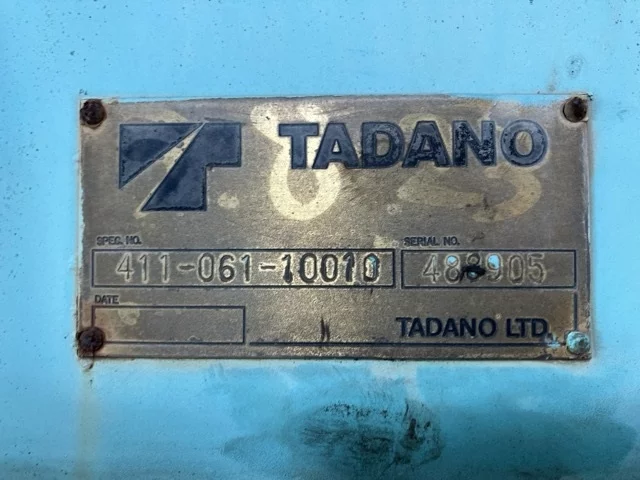 TADANO
SPEC. NO.
SERIAL NO.
411-061-10010
DATE
TADANO LTD.